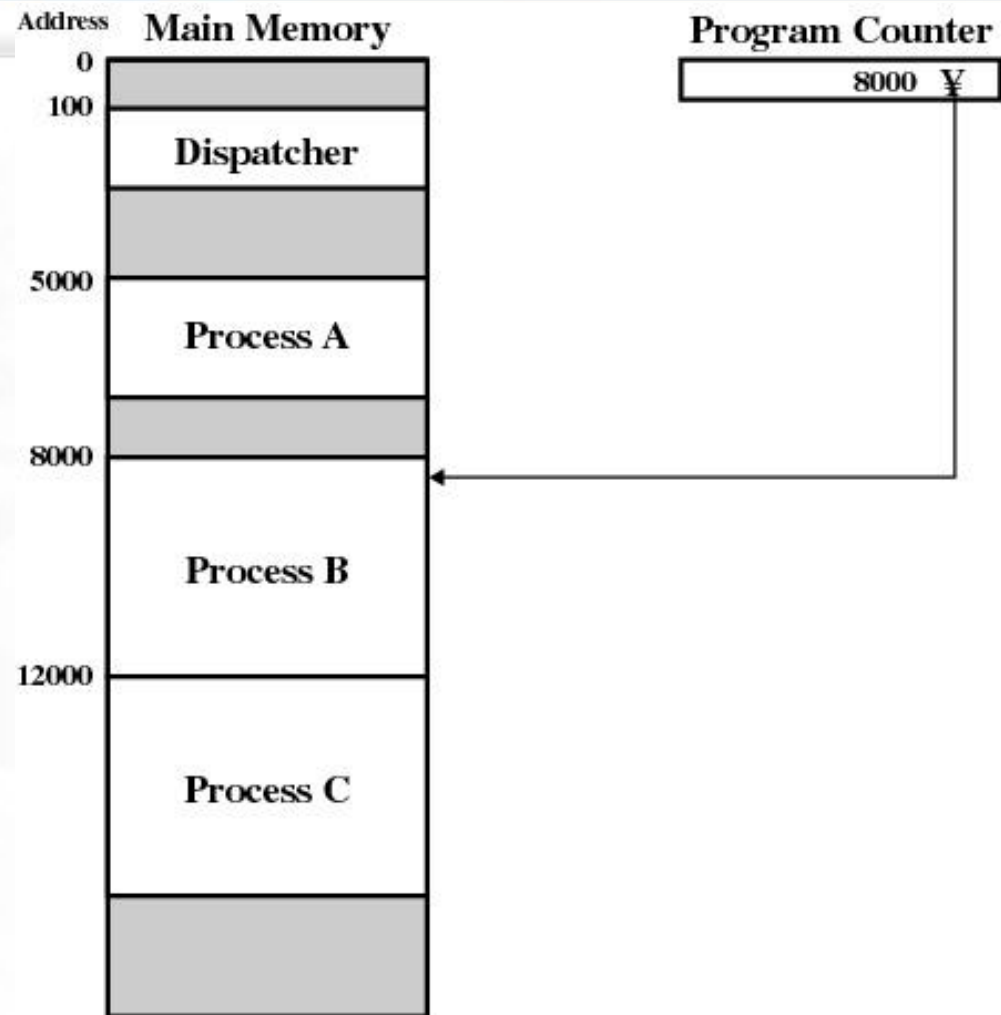 Address
Main Memory
Program Counter
0
8000 ¥
100
Dispatcher
5000
Process A
8000
Process B
12000
Process C